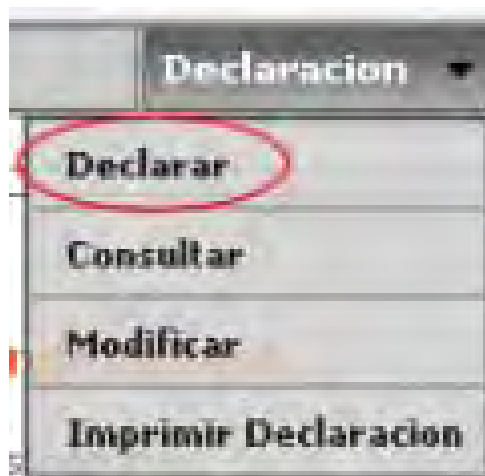 Declaracion
Declarar
Consultar
Modificar
Imprimir Declaracion